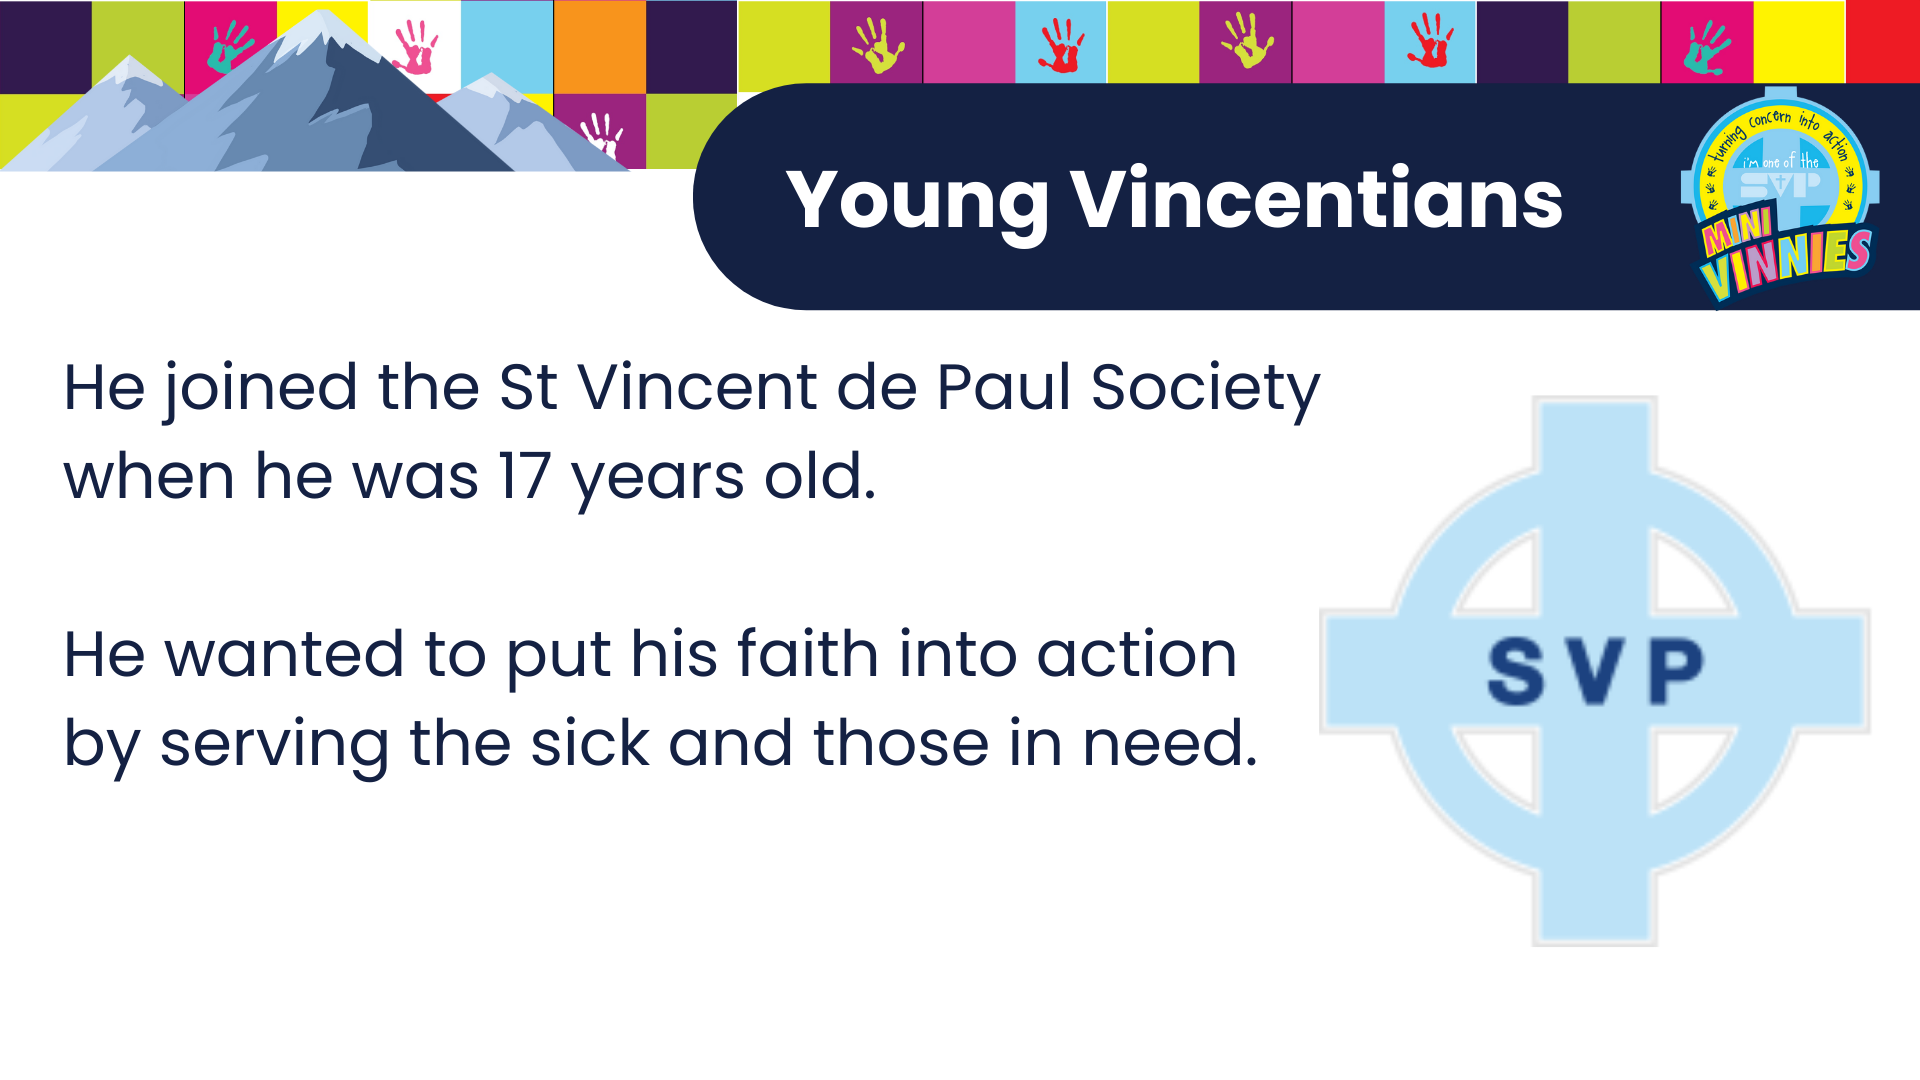 Young Vincentians
turning concern into action
i'm one of the
SVP
MINI
VINNIES
He joined the St Vincent de Paul Society
when he was 17 years old.
He wanted to put his faith into action
by serving the sick and those in need.
SVP